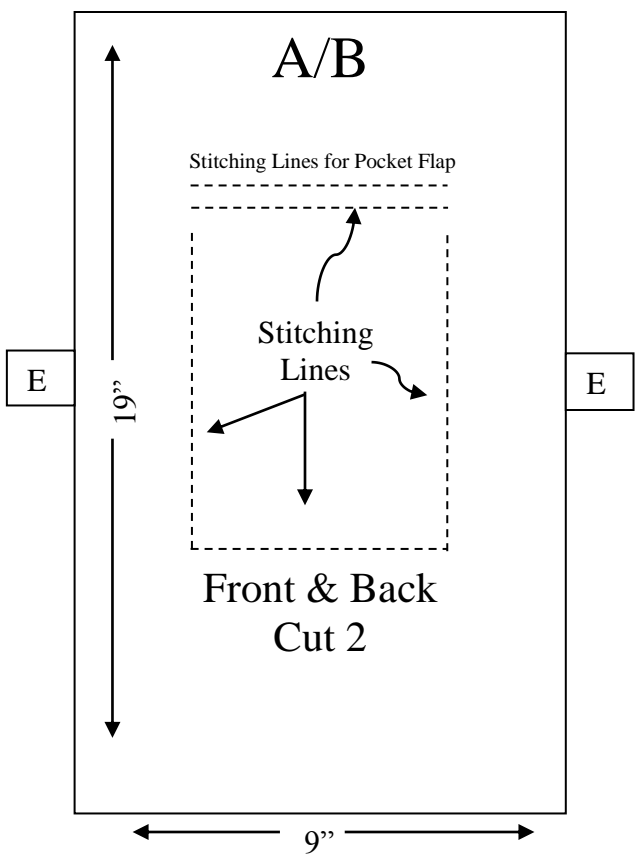 A/B
Stitching Lines for Pocket Flap
Stitching
Lines
E
E
19”
Front & Back
Cut 2
9”